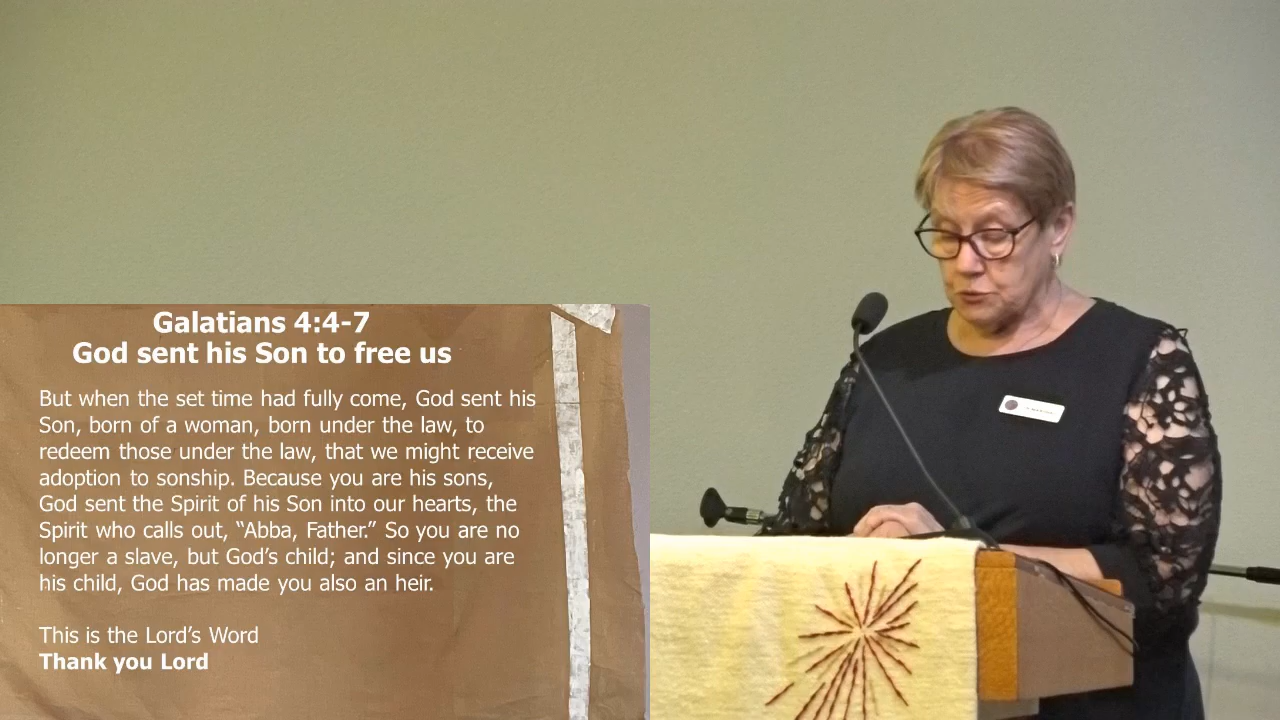 Galatians 4:4-7
God sent his Son to free us
But when the set time had fully come, God sent his
Son, born of a woman, born under the law, to
redeem those under the law, that we might receive
adoption to sonship. Because you are his sons,
God sent the Spirit of his Son into our hearts, the
Spirit who calls out, “Abba, Father.” So you are no
longer a slave, but God’s child; and since you are
his child, God has made you also an heir.
This is the Lord’s Word
Thank you Lord